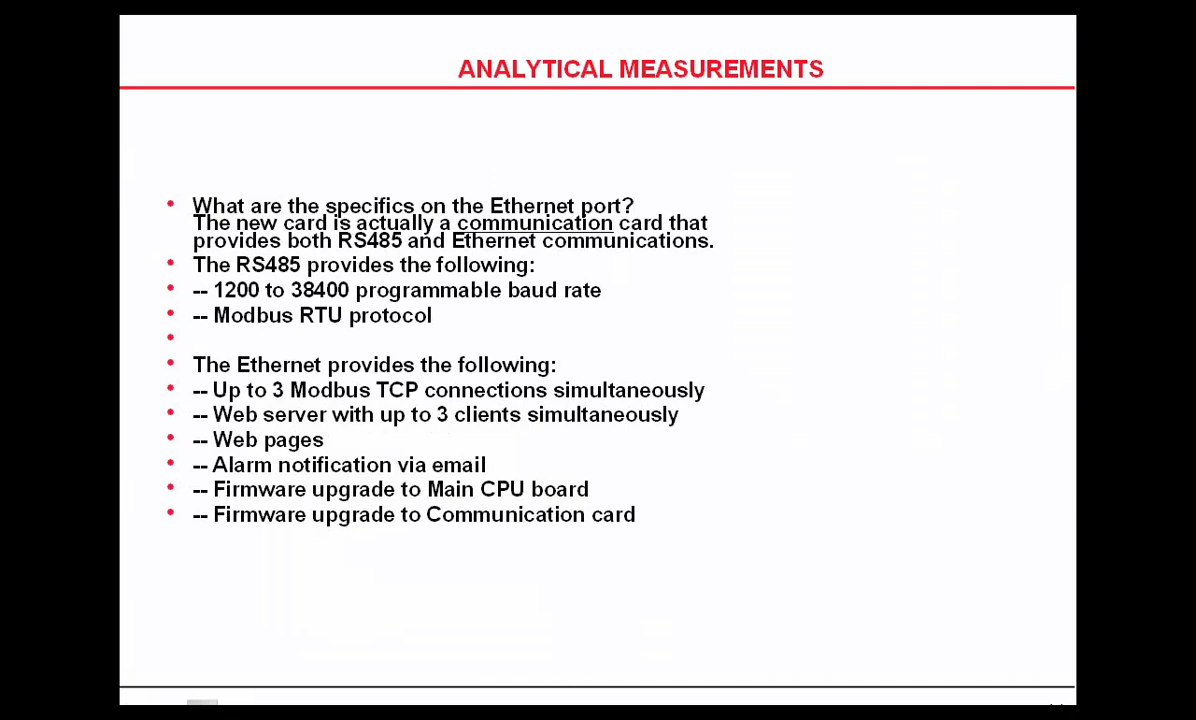 ANALYTICAL MEASUREMENTS
• What are the specifics on the Ethernet port?
The new card is actually a communication card that
provides both RS485 and Ethernet communications.
• The RS485 provides the following:
• -- 1200 to 38400 programmable baud rate
• -- Modbus RTU protocol
•
• The Ethernet provides the following:
• -- Up to 3 Modbus TCP connections simultaneously
• -- Web server with up to 3 clients simultaneously
• -- Web pages
• -- Alarm notification via email
• -- Firmware upgrade to Main CPU board
• -- Firmware upgrade to Communication card